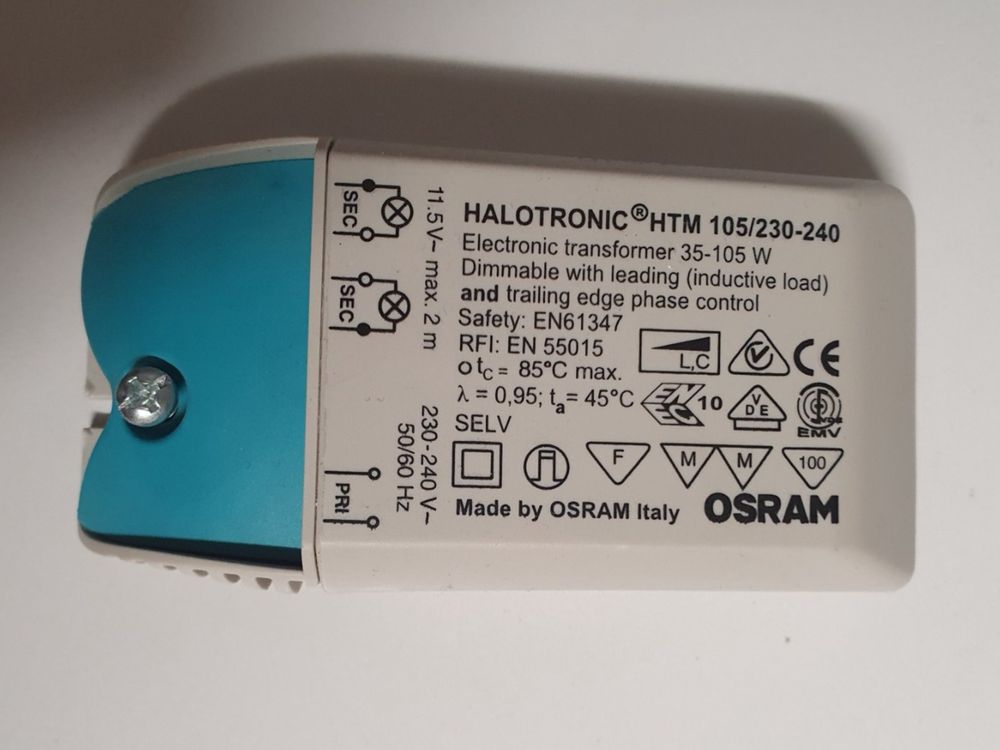 HALOTRONIC® HTM 105/230-240
Electronic transformer 35-105 W
Dimmable with leading (inductive load)
and trailing edge phase control
Safety: EN61347
RFI: EN 55015
tc = 85°C max.
λ = 0,95; ta = 45°C
SELV
L,C
CE
ENEC 10
VDE
VDE
EMV
F
M M
100
Made by OSRAM Italy
OSRAM
SEC
SEC
11.5V~ max. 2 m
PRI
230-240 V~
50/60 Hz